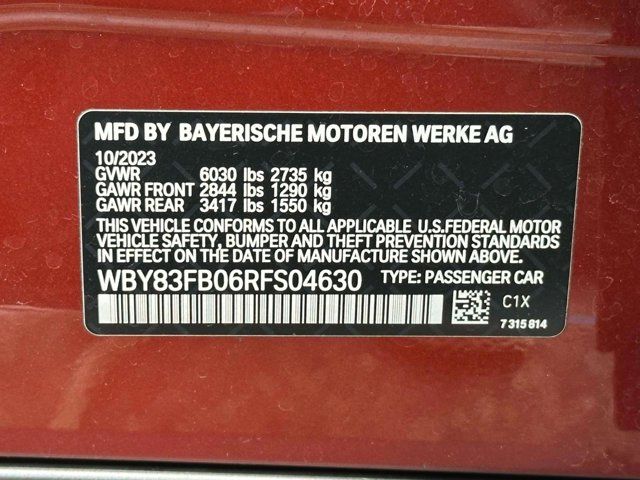 MFD BY BAYERISCHE MOTOREN WERKE AG
10/2023
GVWR 6030 lbs 2735 kg
GAWR FRONT 2844 lbs 1290 kg
GAWR REAR 3417 lbs 1550 kg
THIS VEHICLE CONFORMS TO ALL APPLICABLE U.S.FEDERAL MOTOR
VEHICLE SAFETY, BUMPER, AND THEFT PREVENTION STANDARDS
IN EFFECT ON THE DATE OF MANUFACTURE SHOWN ABOVE.
WBY83FB06RFS04630 TYPE: PASSENGER CAR
C1X
7315814